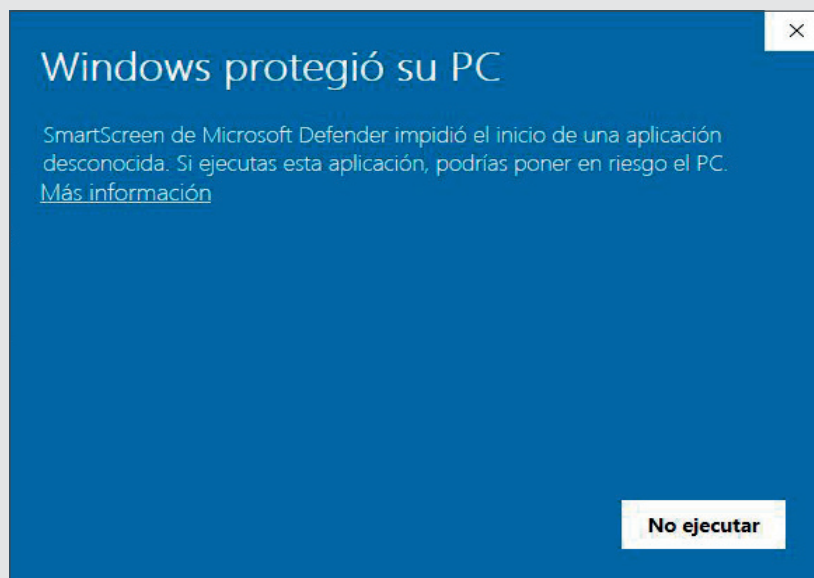 Windows protegió su PC
SmartScreen de Microsoft Defender impidió el inicio de una aplicación
desconocida. Si ejecutas esta aplicación, podrías poner en riesgo el PC.
Más información
No ejecutar